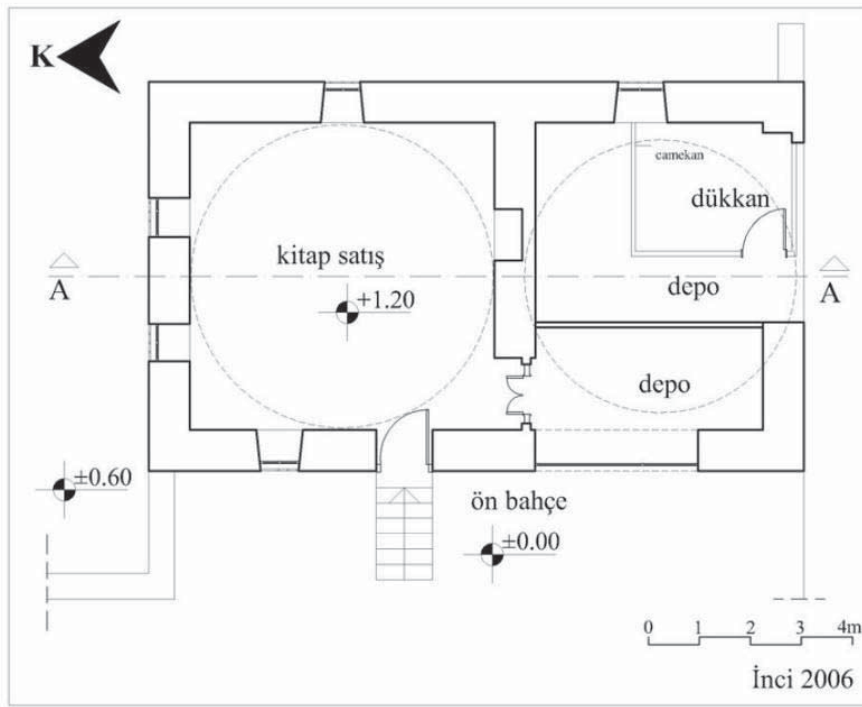 K
camekan
dükkan
kitap satış
A
depo
A
+1.20
depo
±0.60
ön bahçe
±0.00
0 1 2 3 4m
İnci 2006